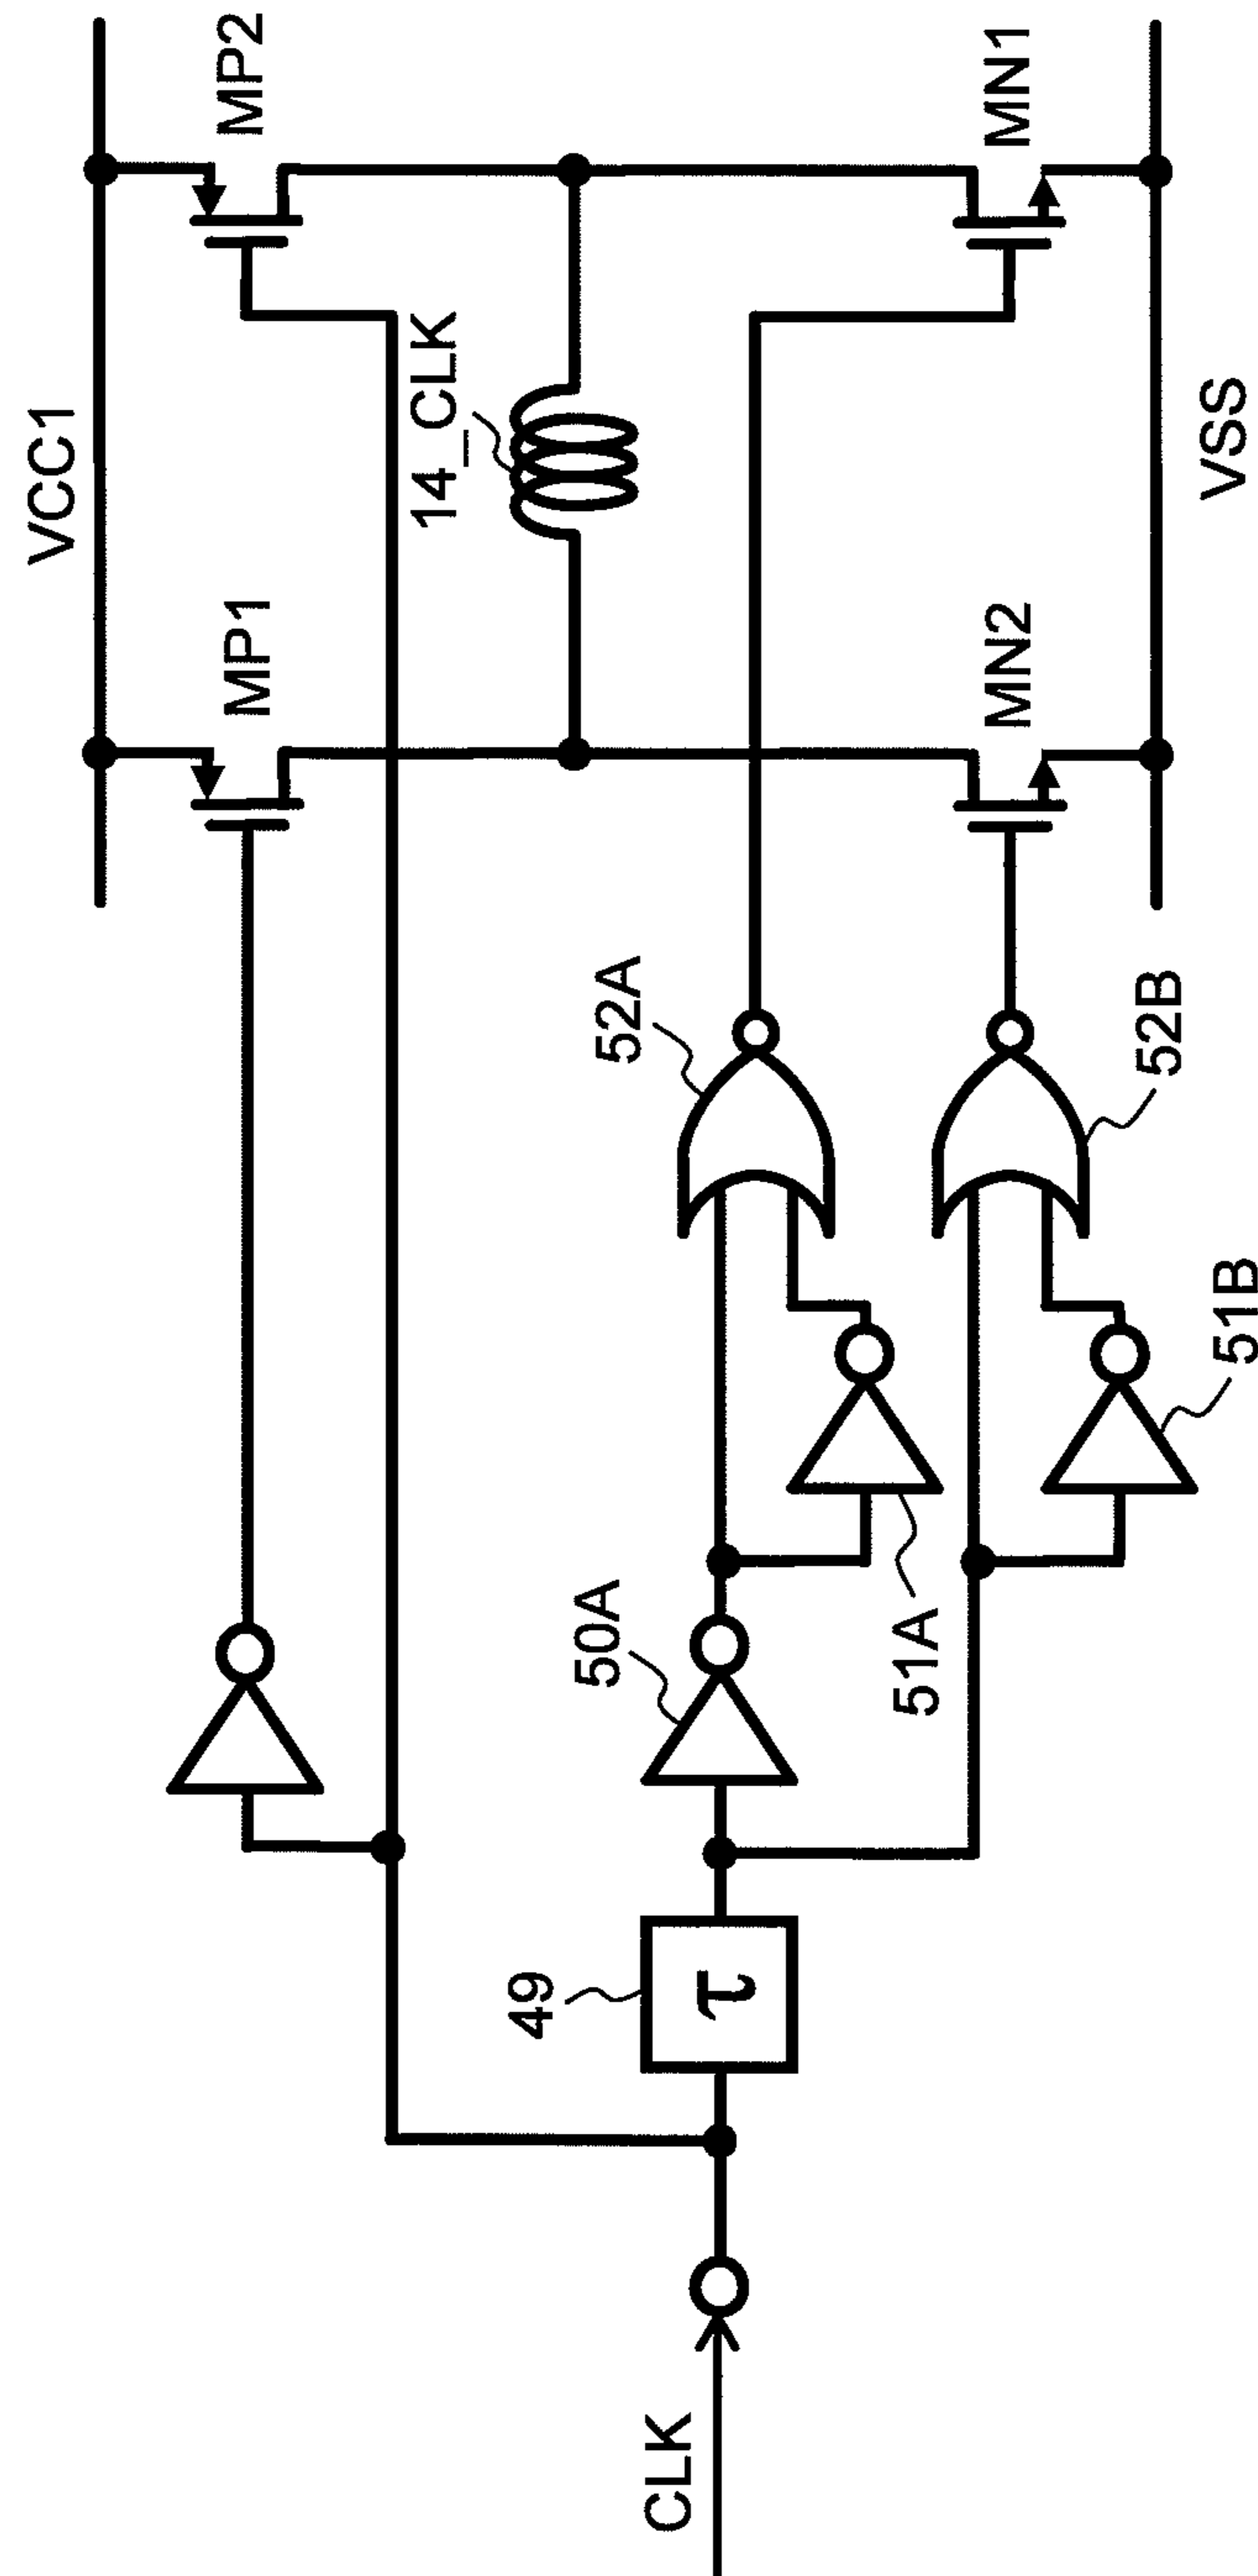 VCC1
MP1
MP2
14_CLK
52A
50A
49
τ
51A
CLK
MN2
MN1
52B
51B
VSS